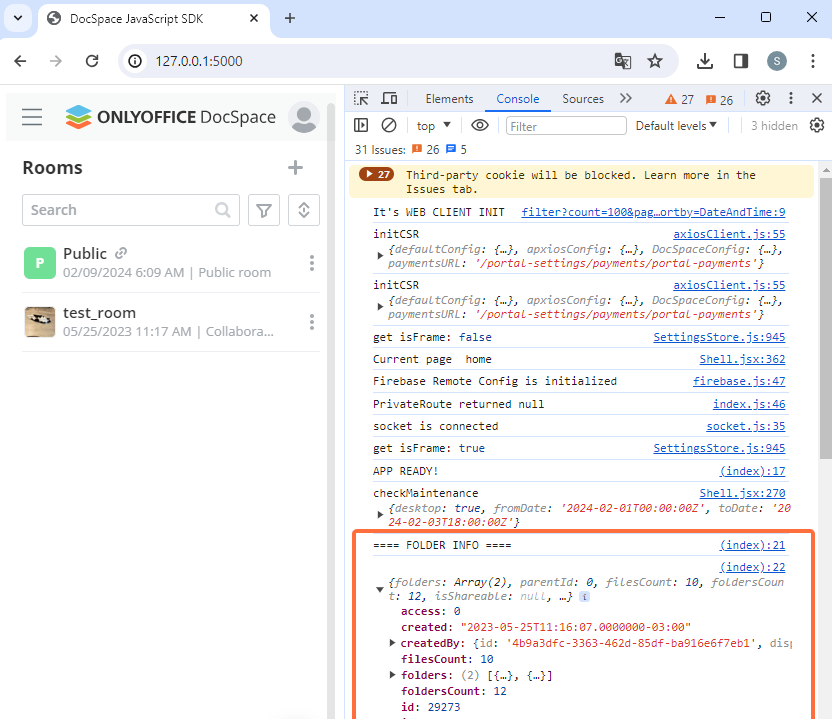 DocSpace JavaScript SDK
127.0.0.1:5000
S
ONLYOFFICE DocSpace
Rooms
Search
P
Public
02/09/2024 6:09 AM | Public room
test_room
05/25/2023 11:17 AM | Collabora...
Elements Console Sources 27 26
top Filter Default levels 3 hidden
31 Issues: 26 5
27 Third-party cookie will be blocked. Learn more in the
Issues tab.
It's WEB CLIENT INIT filter?count=100&pag…ortby=DateAndTime:9
initCSR axiosClient.js:55
{defaultConfig: {…}, apxiosConfig: {…}, DocSpaceConfig: {…},
paymentsURL: '/portal-settings/payments/portal-payments'}
initCSR axiosClient.js:55
{defaultConfig: {…}, apxiosConfig: {…}, DocSpaceConfig: {…},
paymentsURL: '/portal-settings/payments/portal-payments'}
get isFrame: false SettingsStore.js:945
Current page home Shell.jsx:362
Firebase Remote Config is initialized firebase.js:47
PrivateRoute returned null index.js:46
socket is connected socket.js:35
get isFrame: true SettingsStore.js:945
APP READY! (index):17
checkMaintenance Shell.jsx:270
{desktop: true, fromDate: '2024-02-01T00:00:00Z', toDate: '20
24-02-03T18:00:00Z'}
==== FOLDER INFO ==== (index):21
(index):22
{folders: Array(2), parentId: 0, filesCount: 10, foldersCoun
t: 12, isShareable: null, …} i
access: 0
created: "2023-05-25T11:16:07.0000000-03:00"
createdBy: {id: '4b9a3dfc-3363-462d-85df-ba916e6f7eb1', disp
filesCount: 10
folders: (2) [{…}, {…}]
foldersCount: 12
id: 29273